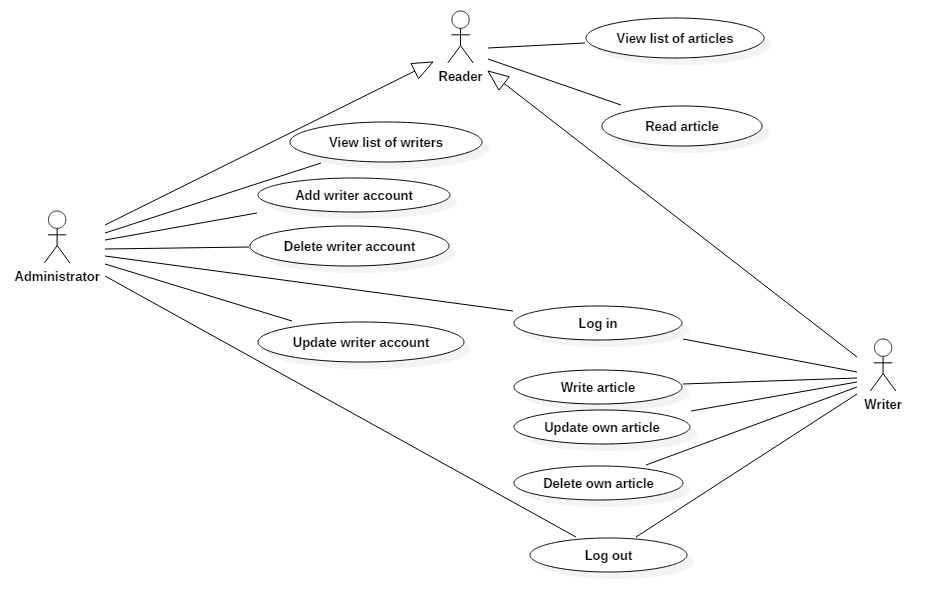 View list of articles
Reader
Read article
View list of writers
Add writer account
Delete writer account
Administrator
Log in
Update writer account
Write article
Writer
Update own article
Delete own article
Log out